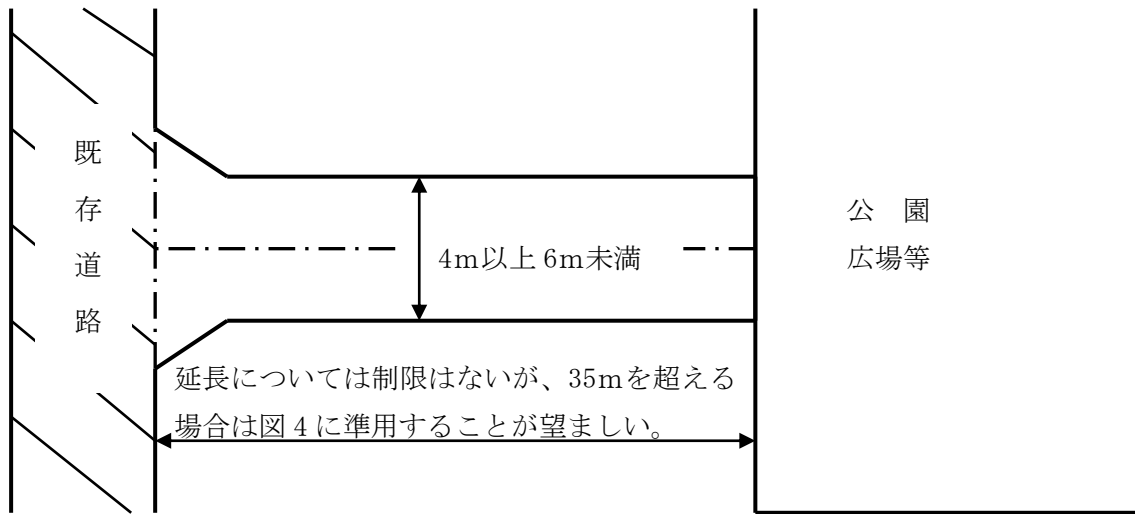 既存道路
公　園
広場等
4m以上 6m未満
延長については制限はないが、35mを超える
場合は図 4 に準用することが望ましい。